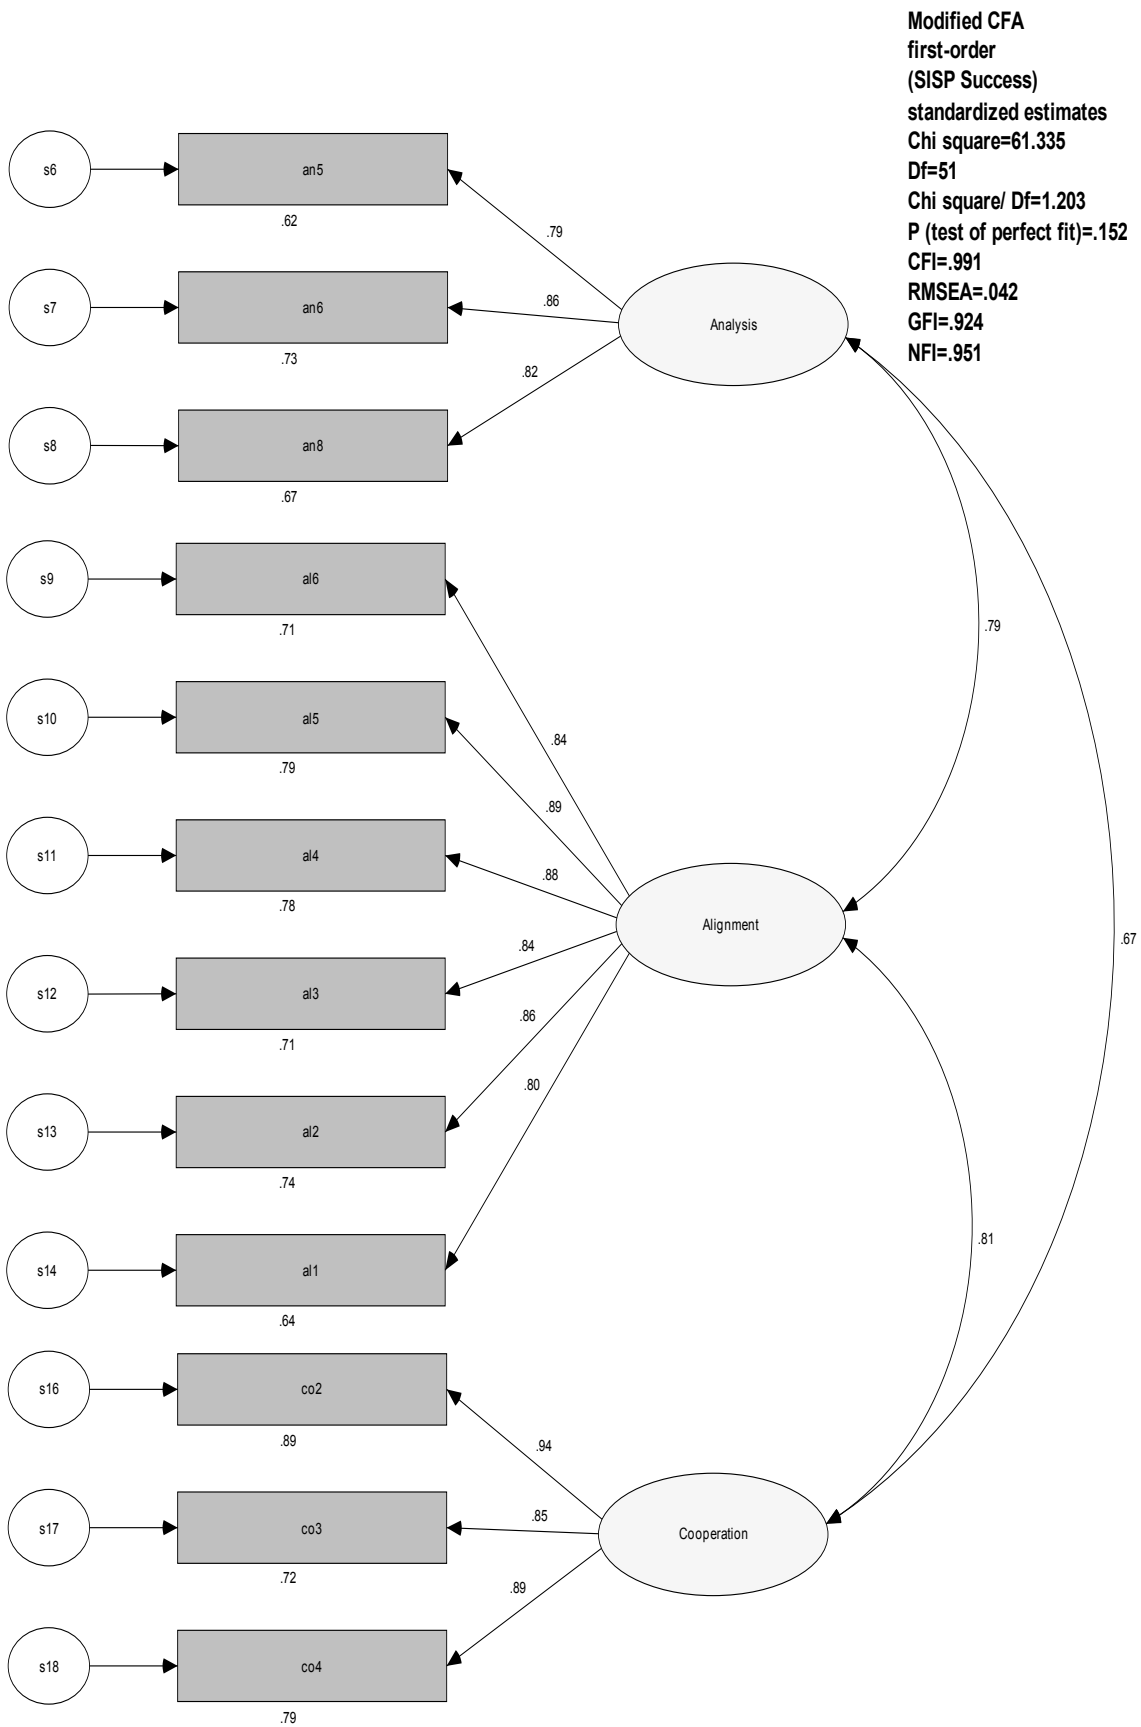 Modified CFA
first-order
(SISP Success)
standardized estimates
Chi square=61.335
Df=51
Chi square/ Df=1.203
P (test of perfect fit)=.152
CFI=.991
RMSEA=.042
GFI=.924
NFI=.951
s6
an5
.62
.79
s7
an6
.73
.86
Analysis
s8
an8
.67
.82
s9
al6
.71
.79
s10
al5
.79
.84
.89
s11
al4
.78
.88
Alignment
.67
s12
al3
.71
.84
s13
al2
.74
.86
.80
s14
al1
.64
.81
s16
co2
.89
.94
s17
co3
.72
.85
Cooperation
.89
s18
co4
.79